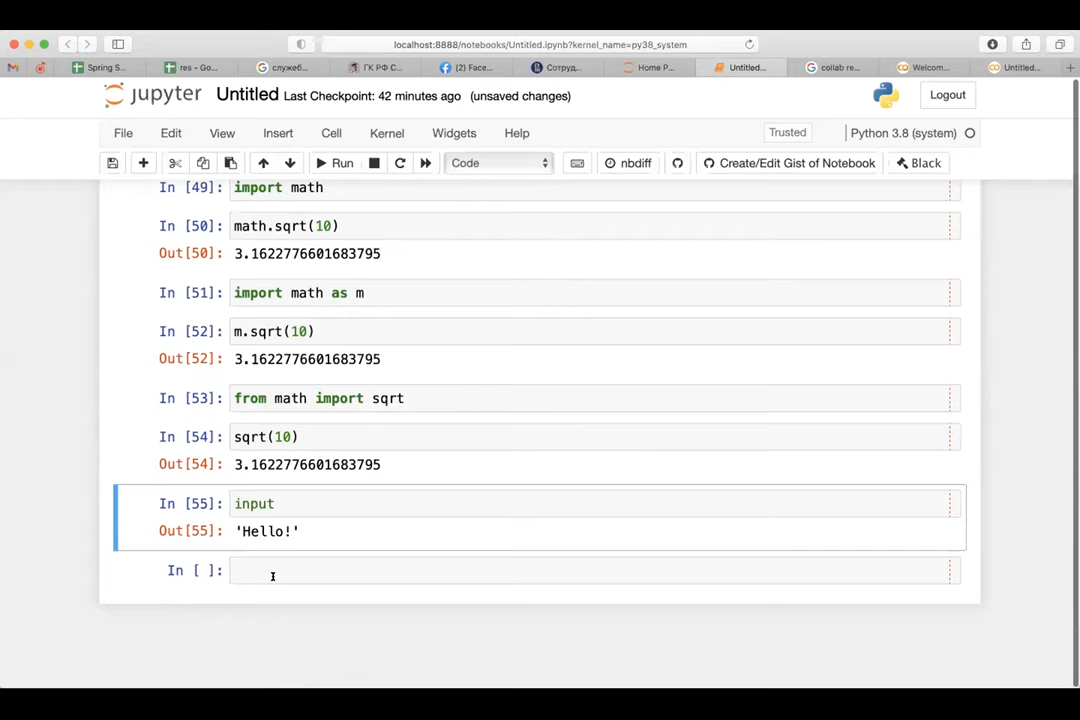 localhost:8888/notebooks/Untitled.ipynb?kernel_name=py38_system
Spring S... res - Go... служеб... ГК РФ С... (2) Face... Сотруд... Home P... Untitled... collab re... Welcom... Untitled...
jupyter Untitled Last Checkpoint: 42 minutes ago (unsaved changes) Logout
File Edit View Insert Cell Kernel Widgets Help Trusted Python 3.8 (system)
Run Code nbdiff Create/Edit Gist of Notebook Black
In [49]: import math
In [50]: math.sqrt(10)
Out[50]: 3.1622776601683795
In [51]: import math as m
In [52]: m.sqrt(10)
Out[52]: 3.1622776601683795
In [53]: from math import sqrt
In [54]: sqrt(10)
Out[54]: 3.1622776601683795
In [55]: input
Out[55]: 'Hello!'
In [ ]: